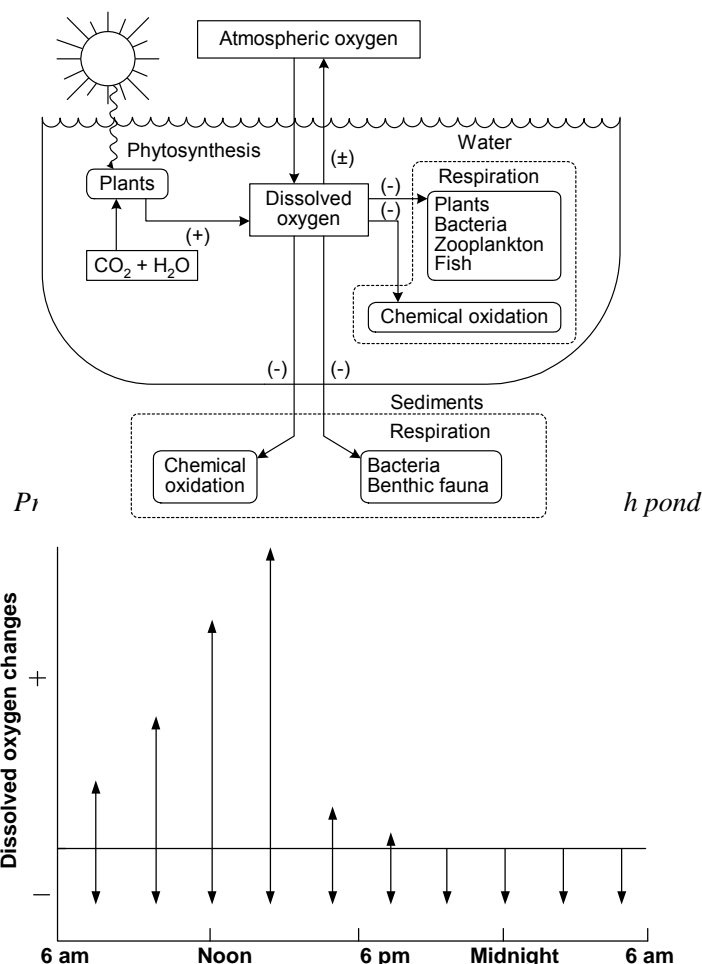 Atmospheric oxygen
Water
Phytosynthesis
(±)
Respiration
Plants
(-)
Dissolved
oxygen
(-)
Plants
Bacteria
Zooplankton
Fish
(+)
CO2 + H2O
Chemical oxidation
(-)
(-)
Sediments
Respiration
Chemical
oxidation
Bacteria
Benthic fauna
h pond
Dissolved oxygen changes
+
−
6 am Noon 6 pm Midnight 6 am